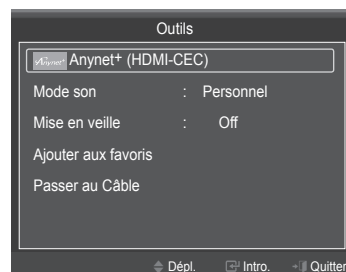 Outils
Anynet+ Anynet+ (HDMI-CEC)
Mode son : Personnel
Mise en veille : Off
Ajouter aux favoris
Passer au Câble
Dépl. Intro. Quitter